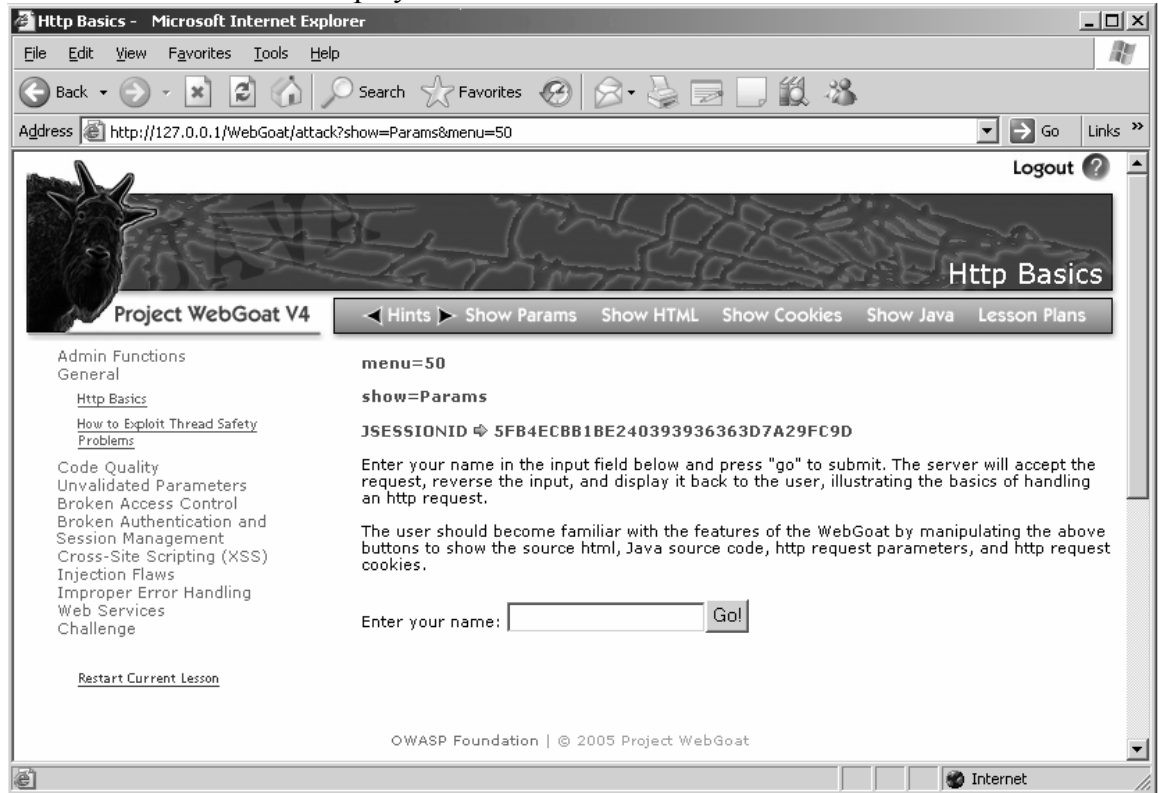 Http Basics - Microsoft Internet Explorer
File Edit View Favorites Tools Help
Back Search Favorites
Address http://127.0.0.1/WebGoat/attack?show=Params&menu=50 Go Links »
Logout ?
Http Basics
Project WebGoat V4
Hints Show Params Show HTML Show Cookies Show Java Lesson Plans
Admin Functions
General
Http Basics
How to Exploit Thread Safety
Problems
Code Quality
Unvalidated Parameters
Broken Access Control
Broken Authentication and
Session Management
Cross-Site Scripting (XSS)
Injection Flaws
Improper Error Handling
Web Services
Challenge
Restart Current Lesson
menu=50
show=Params
JSESSIONID ⇨ 5FB4ECBB1BE240393936363D7A29FC9D
Enter your name in the input field below and press "go" to submit. The server will accept the
request, reverse the input, and display it back to the user, illustrating the basics of handling
an http request.
The user should become familiar with the features of the WebGoat by manipulating the above
buttons to show the source html, Java source code, http request parameters, and http request
cookies.
Enter your name: Go!
OWASP Foundation | © 2005 Project WebGoat
Internet